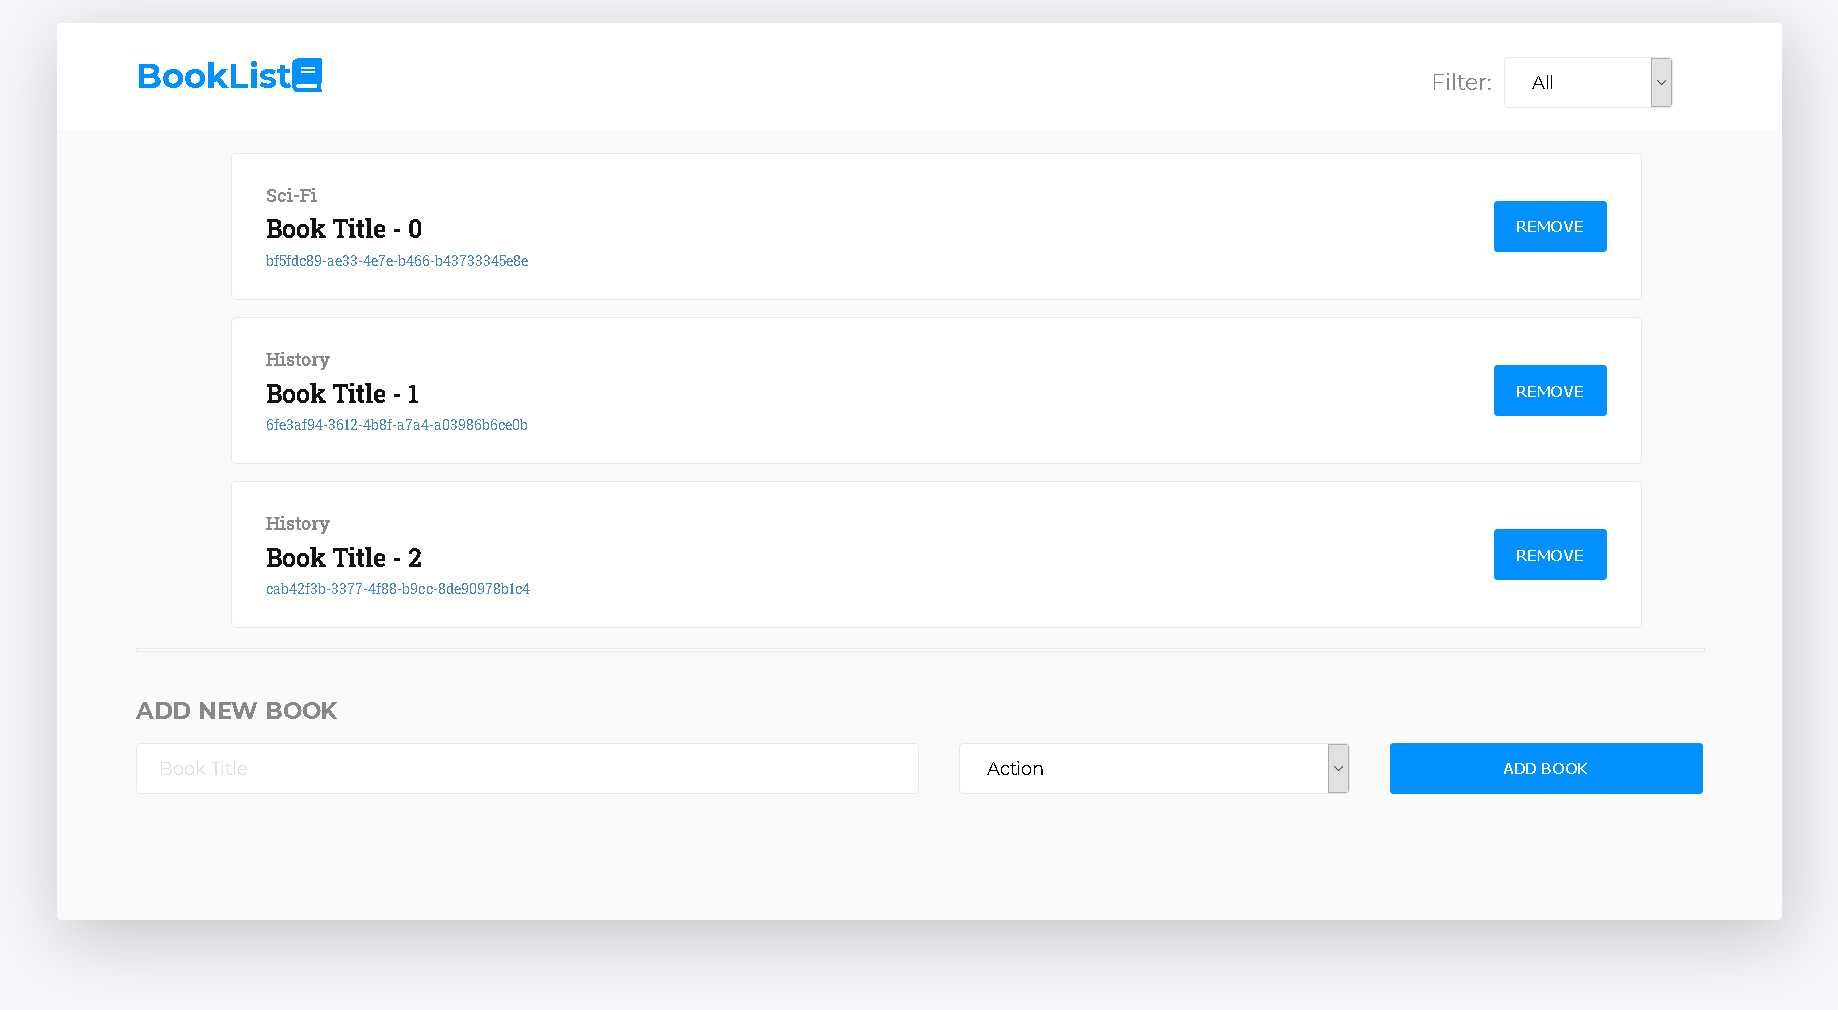 BookList
Filter: All
Sci-Fi
Book Title - 0
bf5fdc89-ae33-4e7e-b466-b43733345e8e
REMOVE
History
Book Title - 1
6fe3af94-3612-4b8f-a7a4-a03986b6ce0b
REMOVE
History
Book Title - 2
cab42f3b-3377-4f88-b9cc-8de90978b1c4
REMOVE
ADD NEW BOOK
Book Title
Action
ADD BOOK